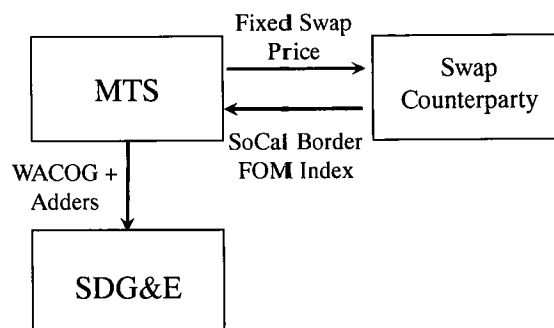 Fixed Swap
Price
MTS
Swap
Counterparty
SoCal Border
FOM Index
WACOG +
Adders
SDG&E